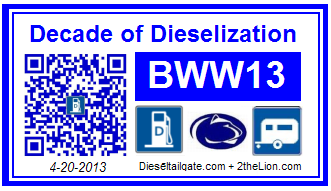 Decade of Dieselization
BWW13
D
D
4-20-2013
Dieseltailgate.com + 2theLion.com